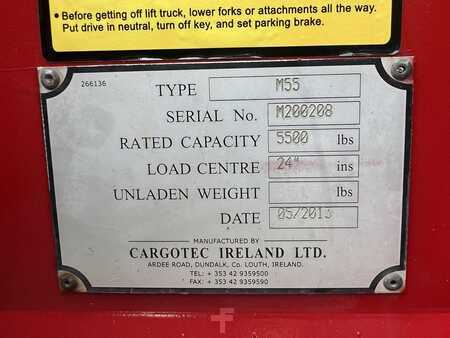 • Before getting off lift truck, lower forks or attachments all the way.
Put drive in neutral, turn off key, and set parking brake.
266136
TYPE M55
SERIAL No. M200208
RATED CAPACITY 5500 lbs
LOAD CENTRE 24" ins
UNLADEN WEIGHT lbs
DATE 05/2013
MANUFACTURED BY
CARGOTEC IRELAND LTD.
ARDEE ROAD, DUNDALK, Co. LOUTH, IRELAND.
TEL: + 353 42 9359500
FAX: + 353 42 9359590